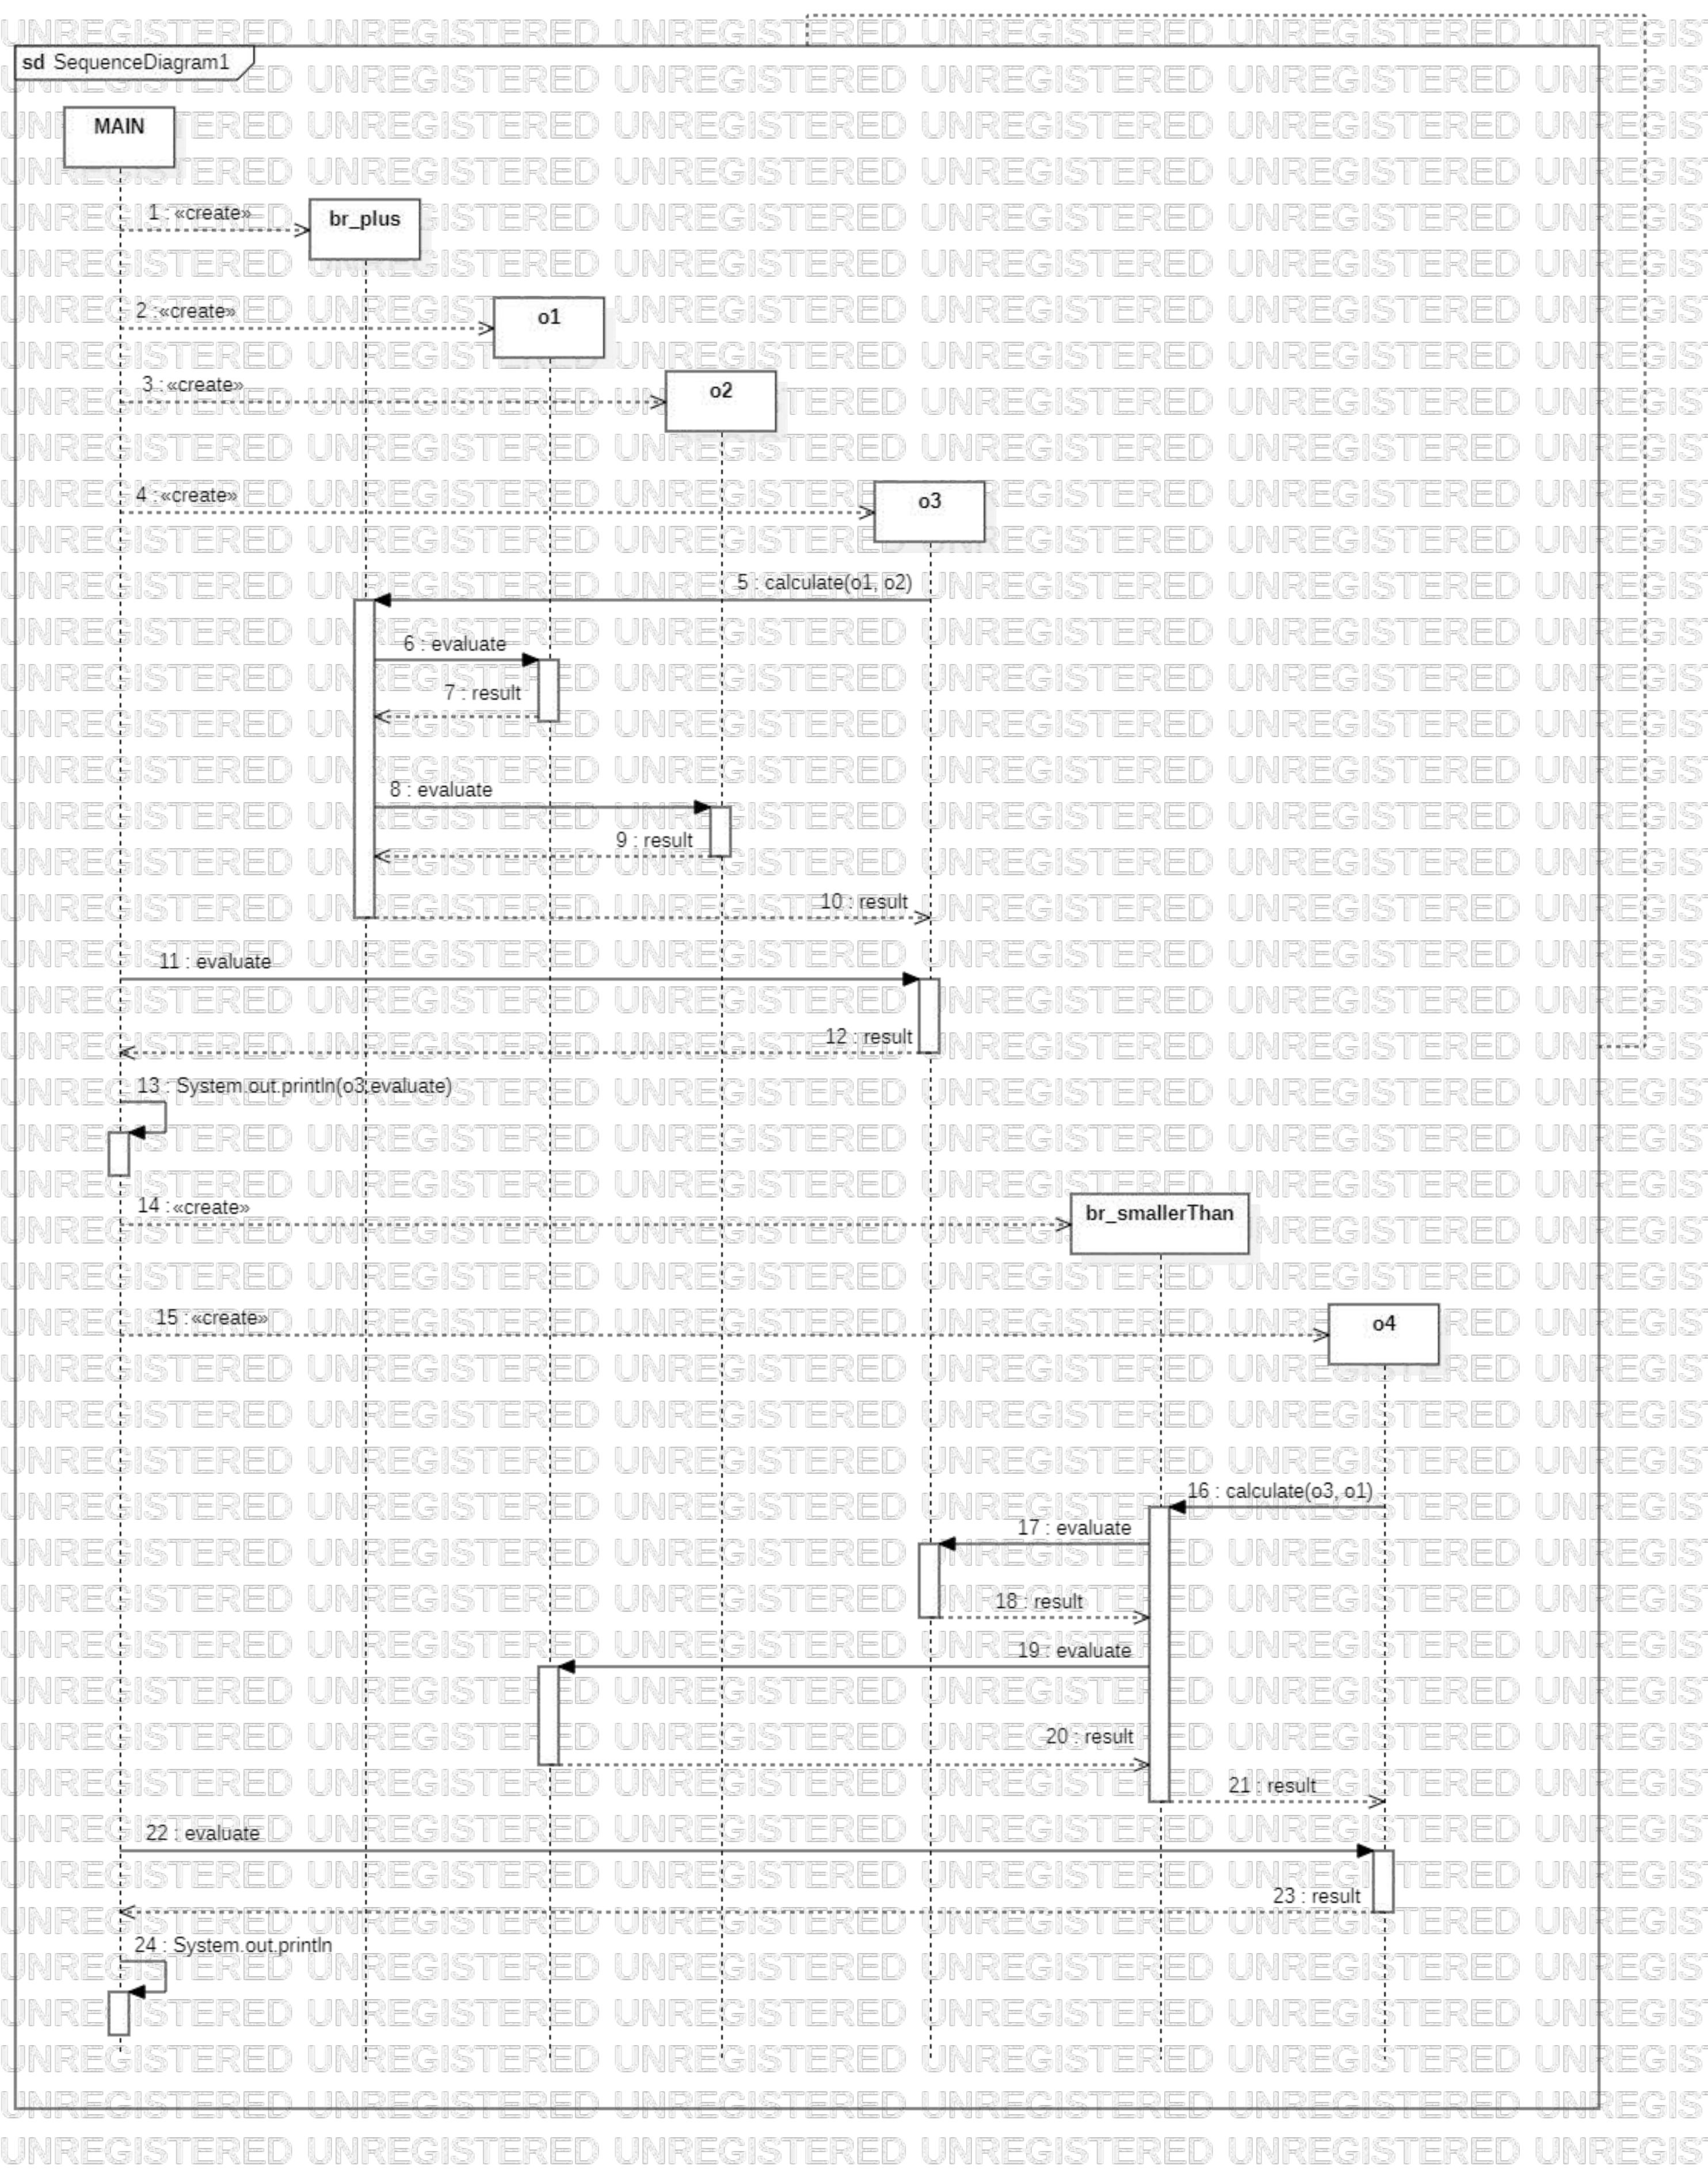 sd SequenceDiagram1
MAIN
1 : «create»
br_plus
2 : «create»
o1
3 : «create»
o2
4 : «create»
o3
5 : calculate(o1, o2)
6 : evaluate
7 : result
8 : evaluate
9 : result
10 : result
11 : evaluate
12 : result
13 : System.out.println(o3.evaluate)
14 : «create»
br_smallerThan
15 : «create»
o4
16 : calculate(o3, o1)
17 : evaluate
18 : result
19 : evaluate
20 : result
21 : result
22 : evaluate
23 : result
24 : System.out.println
UNREGISTERED